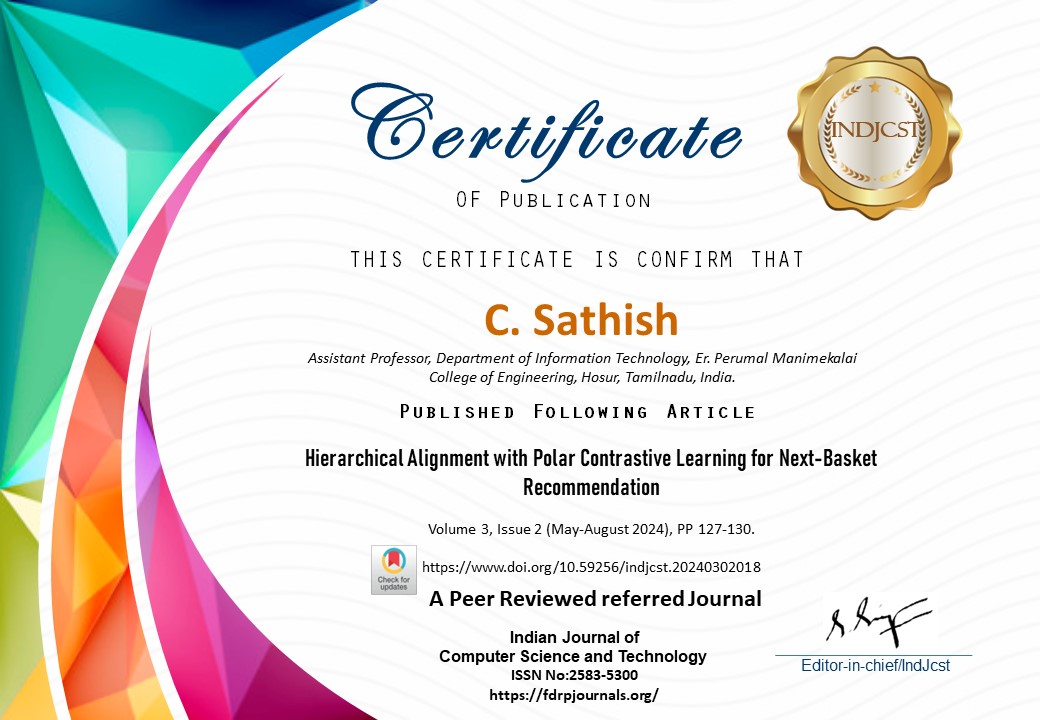 Certificate
INDJCST
OF PUBLICATION
THIS CERTIFICATE IS CONFIRM THAT
C. Sathish
Assistant Professor, Department of Information Technology, Er. Perumal Manimekalai
College of Engineering, Hosur, Tamilnadu, India.
PUBLISHED FOLLOWING ARTICLE
Hierarchical Alignment with Polar Contrastive Learning for Next-Basket
Recommendation
Volume 3, Issue 2 (May-August 2024), PP 127-130.
Check for
updates
https://www.doi.org/10.59256/indjcst.20240302018
A Peer Reviewed referred Journal
Indian Journal of
Computer Science and Technology
ISSN No:2583-5300
https://fdrpjournals.org/
Editor-in-chief/IndJcst